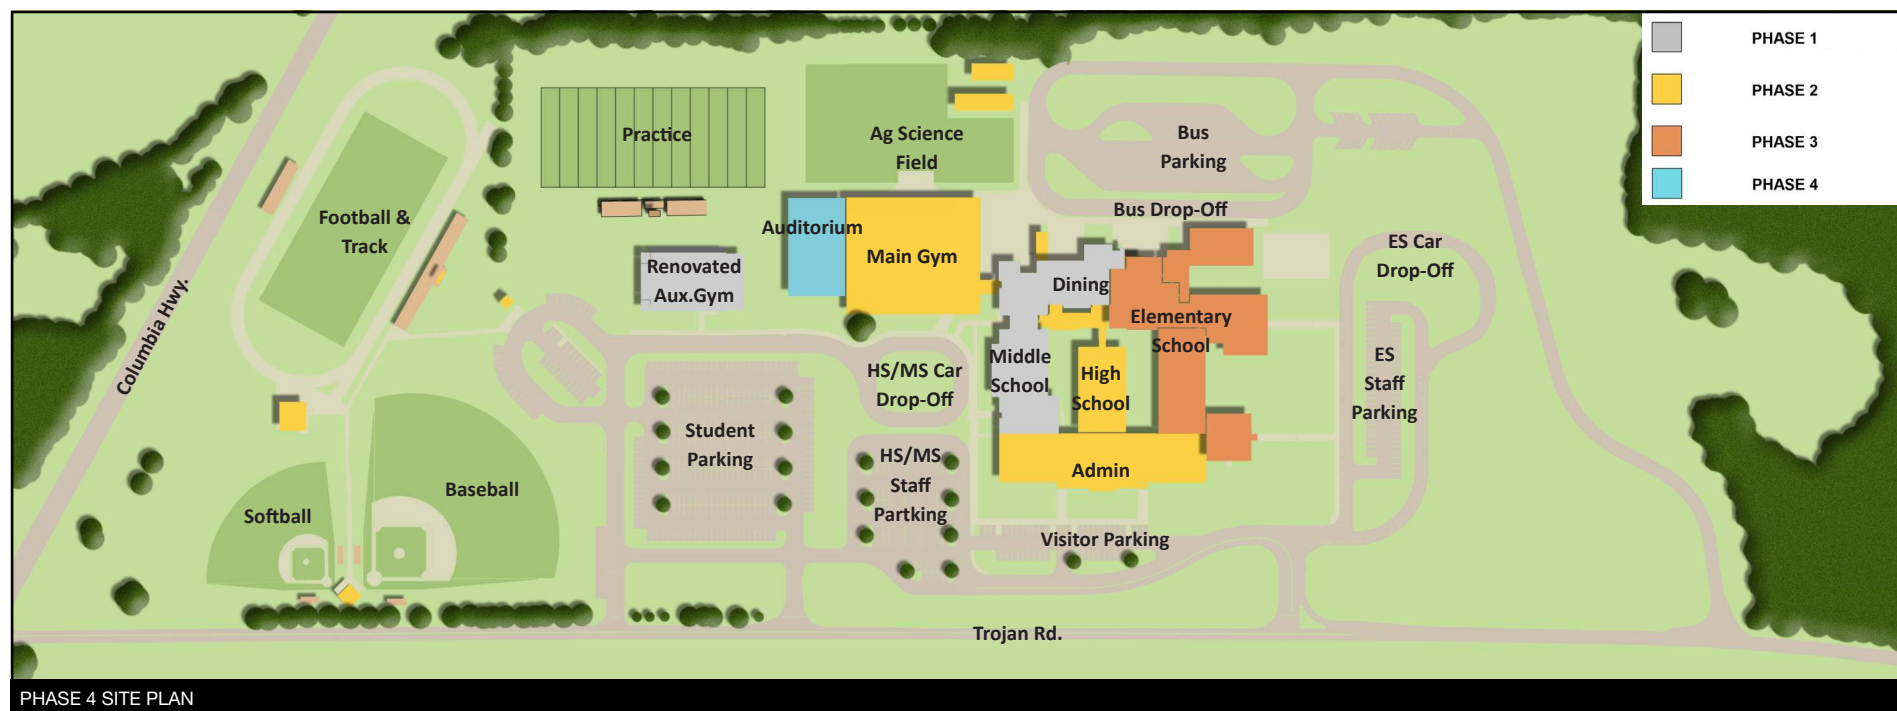 PHASE 1
PHASE 2
PHASE 3
PHASE 4
Practice
Ag Science
Field
Bus
Parking
Football &
Track
Auditorium
Main Gym
Bus Drop-Off
ES Car
Drop-Off
Renovated
Aux.Gym
Dining
Columbia Hwy.
Elementary
School
HS/MS Car
Drop-Off
Middle
School
High
School
ES
Staff
Parking
Student
Parking
HS/MS
Staff
Partking
Admin
Softball
Baseball
Visitor Parking
Trojan Rd.
PHASE 4 SITE PLAN